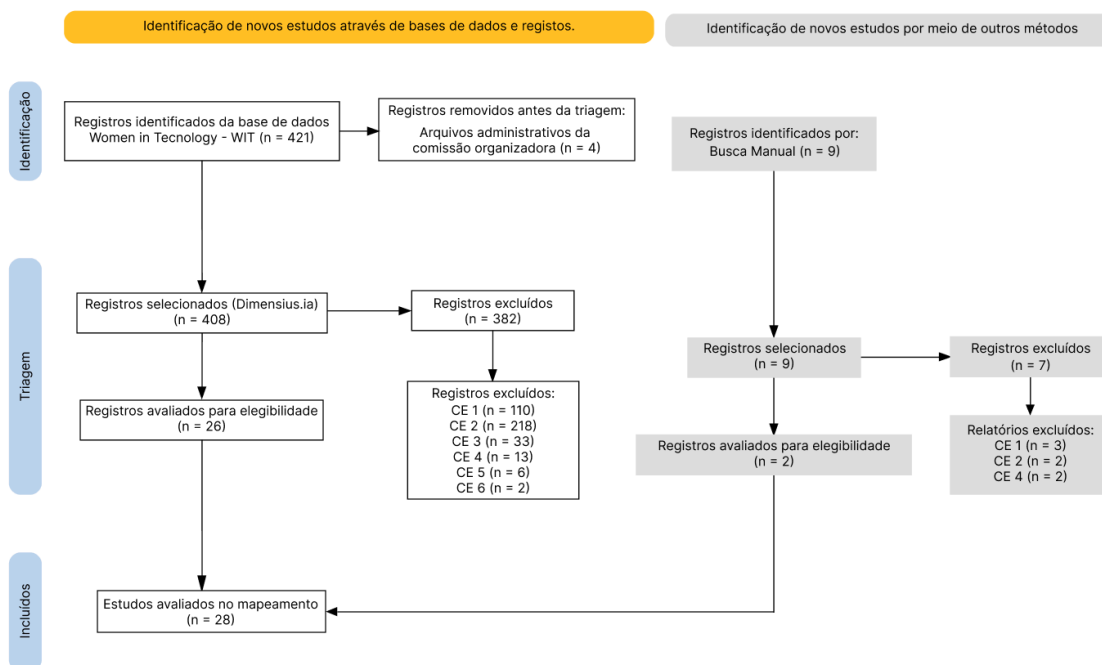 Identificação de novos estudos através de bases de dados e registos.
Identificação de novos estudos por meio de outros métodos
Identificação
Registros identificados da base de dados
Women in Tecnology - WIT (n = 421)
Registros removidos antes da triagem:
Arquivos administrativos da
comissão organizadora (n = 4)
Registros identificados por:
Busca Manual (n = 9)
Triagem
Registros selecionados (Dimensius.ia)
(n = 408)
Registros excluídos
(n = 382)
Registros selecionados
(n = 9)
Registros excluídos
(n = 7)
Registros avaliados para elegibilidade
(n = 26)
Registros excluídos:
CE 1 (n = 110)
CE 2 (n = 218)
CE 3 (n = 33)
CE 4 (n = 13)
CE 5 (n = 6)
CE 6 (n = 2)
Registros avaliados para elegibilidade
(n = 2)
Relatórios excluídos:
CE 1 (n = 3)
CE 2 (n = 2)
CE 4 (n = 2)
Incluídos
Estudos avaliados no mapeamento
(n = 28)